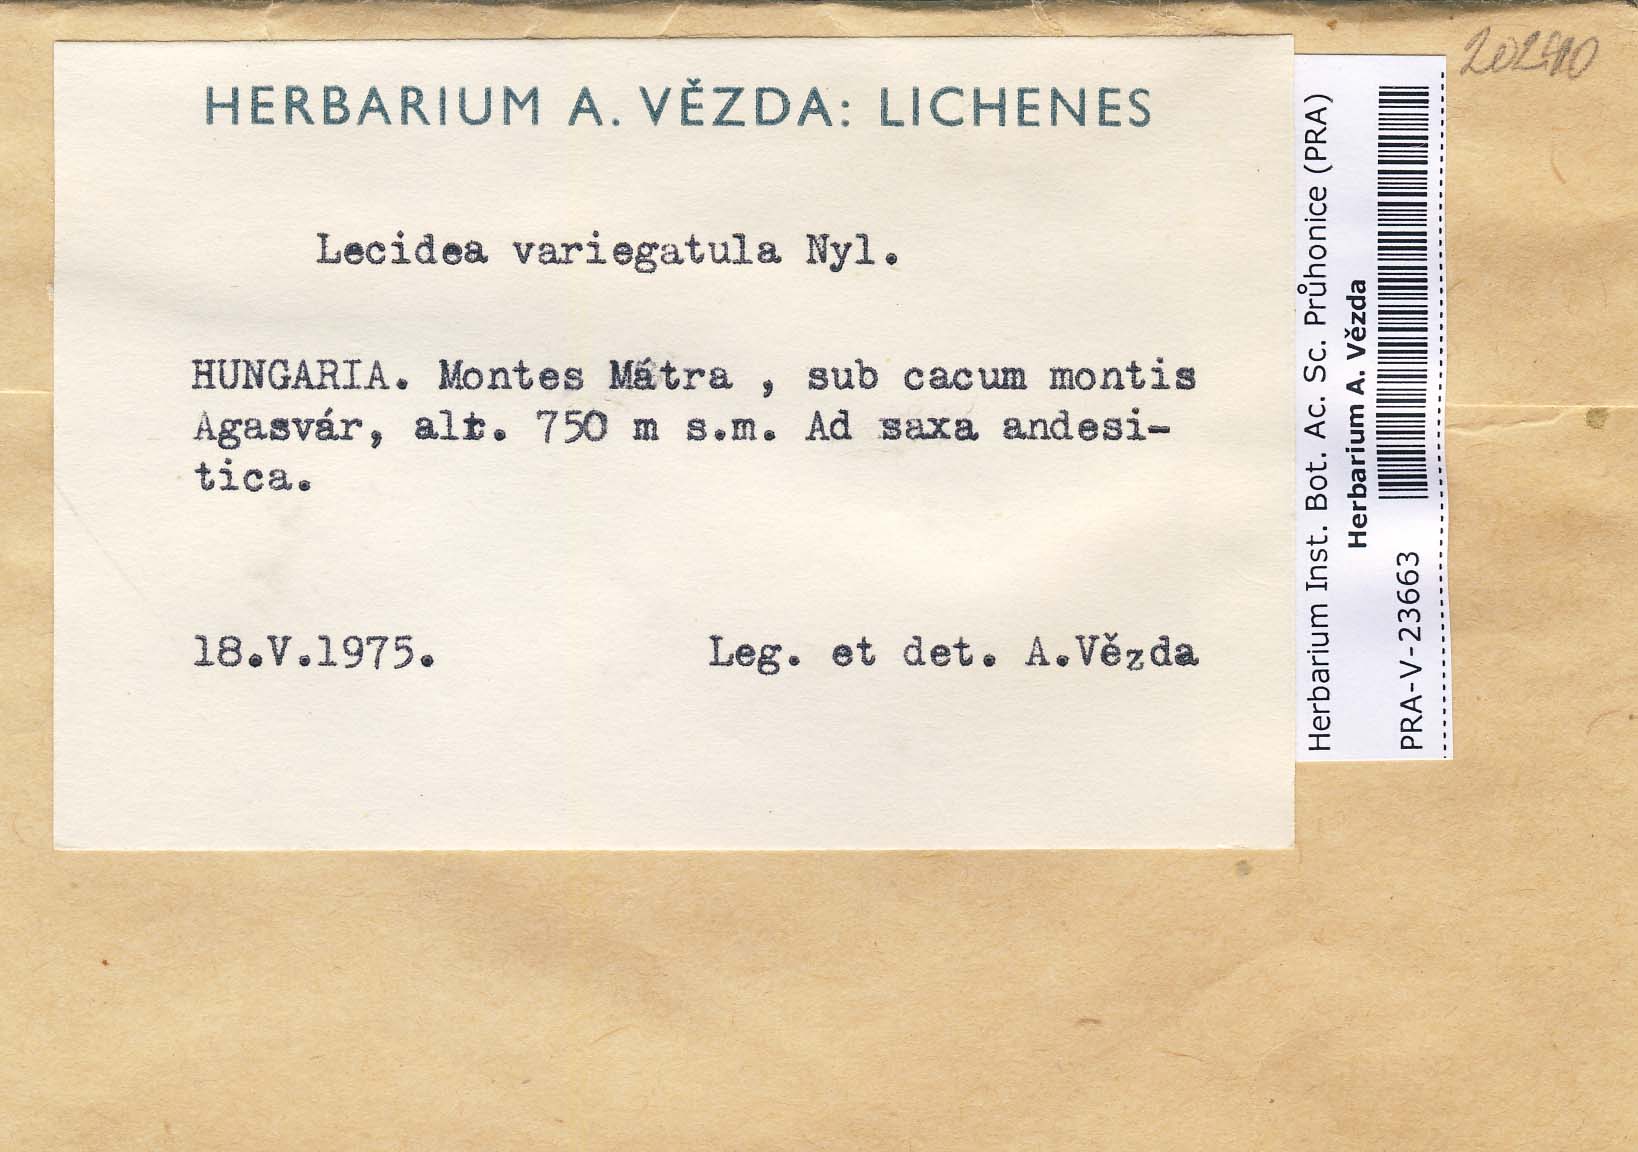 HERBARIUM A. VĚZDA: LICHENES
Lecidea variegatula Nyl.
HUNGARIA. Montes Mátra , sub cacum montis
Agasvár, alt. 750 m s.m. Ad saxa andesi-
tica.
18.V.1975.
Leg. et det. A.Vězda
Herbarium Inst. Bot. Ac. Sc. Průhonice (PRA)
Herbarium A. Vězda
PRA-V-23663